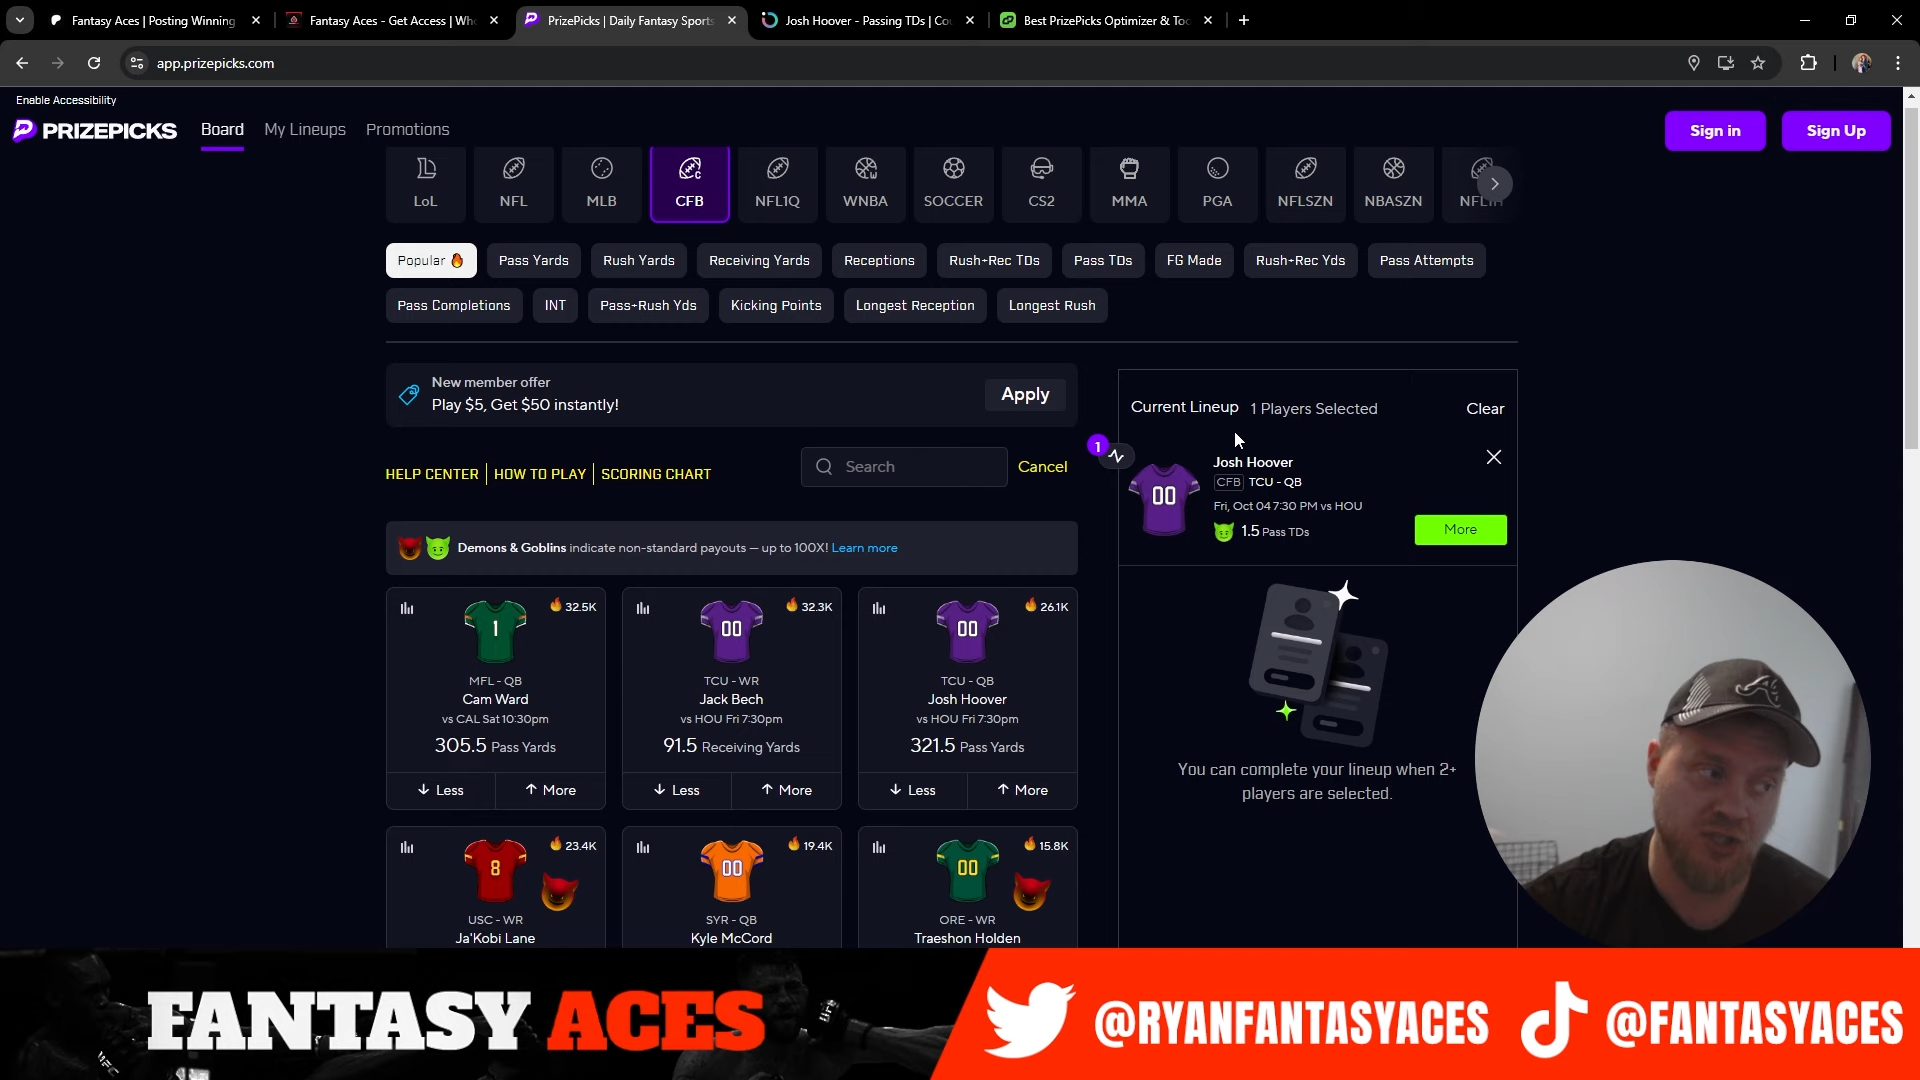 Fantasy Aces | Posting Winning
Fantasy Aces - Get Access | Who
PrizePicks | Daily Fantasy Sports
Josh Hoover - Passing TDs | Co
Best PrizePicks Optimizer & Too
app.prizepicks.com
Enable Accessibility
PRIZEPICKS
Board
My Lineups
Promotions
Sign in
Sign Up
LoL
NFL
MLB
CFB
NFL1Q
WNBA
SOCCER
CS2
MMA
PGA
NFLSZN
NBASZN
NFL1H
Popular
Pass Yards
Rush Yards
Receiving Yards
Receptions
Rush+Rec TDs
Pass TDs
FG Made
Rush+Rec Yds
Pass Attempts
Pass Completions
INT
Pass+Rush Yds
Kicking Points
Longest Reception
Longest Rush
New member offer
Play $5, Get $50 instantly!
Apply
HELP CENTER
HOW TO PLAY
SCORING CHART
Search
Cancel
Demons & Goblins indicate non-standard payouts — up to 100X! Learn more
32.5K
1
MFL - QB
Cam Ward
vs CAL Sat 10:30pm
305.5 Pass Yards
Less
More
32.3K
00
TCU - WR
Jack Bech
vs HOU Fri 7:30pm
91.5 Receiving Yards
Less
More
26.1K
00
TCU - QB
Josh Hoover
vs HOU Fri 7:30pm
321.5 Pass Yards
Less
More
23.4K
8
USC - WR
Ja'Kobi Lane
19.4K
00
SYR - QB
Kyle McCord
15.8K
00
ORE - WR
Traeshon Holden
Current Lineup
1 Players Selected
Clear
1
00
Josh Hoover
CFB TCU - QB
Fri, Oct 04 7:30 PM vs HOU
1.5 Pass TDs
More
You can complete your lineup when 2+
players are selected.
FANTASY ACES
@RYANFANTASYACES
@FANTASYACES